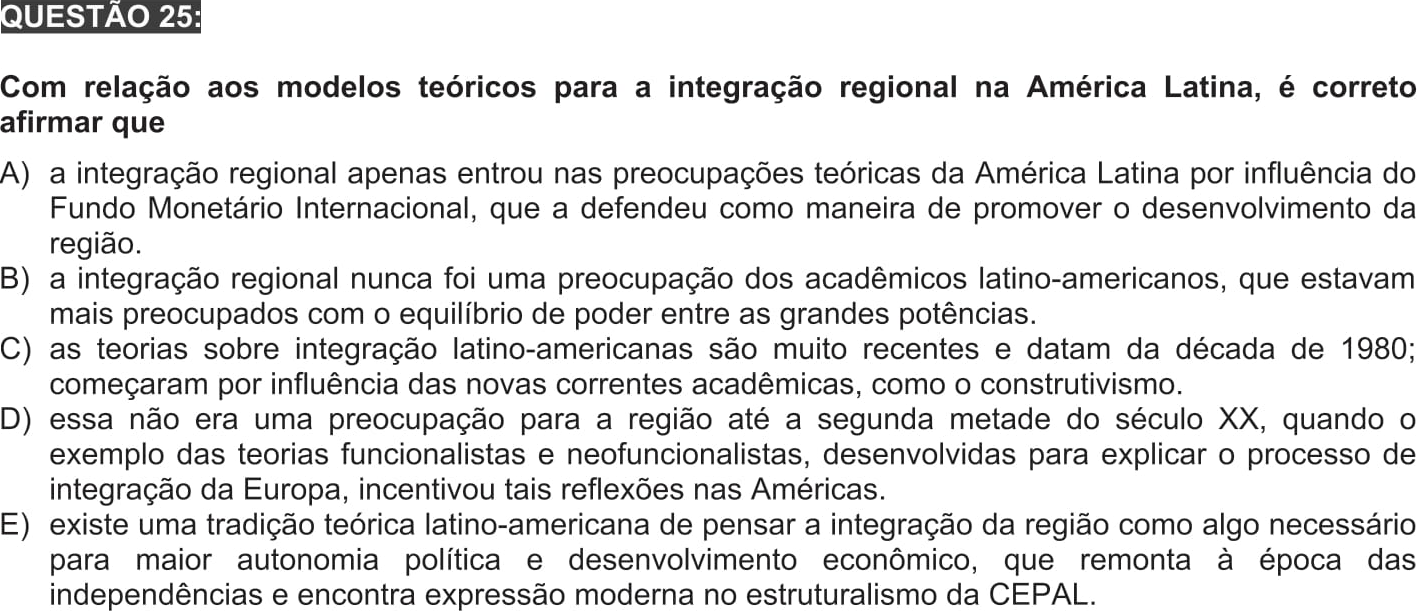 QUESTÃO 25:
Com relação aos modelos teóricos para a integração regional na América Latina, é correto
afirmar que
A) a integração regional apenas entrou nas preocupações teóricas da América Latina por influência do
Fundo Monetário Internacional, que a defendeu como maneira de promover o desenvolvimento da
região.
B) a integração regional nunca foi uma preocupação dos acadêmicos latino-americanos, que estavam
mais preocupados com o equilíbrio de poder entre as grandes potências.
C) as teorias sobre integração latino-americanas são muito recentes e datam da década de 1980;
começaram por influência das novas correntes acadêmicas, como o construtivismo.
D) essa não era uma preocupação para a região até a segunda metade do século XX, quando o
exemplo das teorias funcionalistas e neofuncionalistas, desenvolvidas para explicar o processo de
integração da Europa, incentivou tais reflexões nas Américas.
E) existe uma tradição teórica latino-americana de pensar a integração da região como algo necessário
para maior autonomia política e desenvolvimento econômico, que remonta à época das
independências e encontra expressão moderna no estruturalismo da CEPAL.